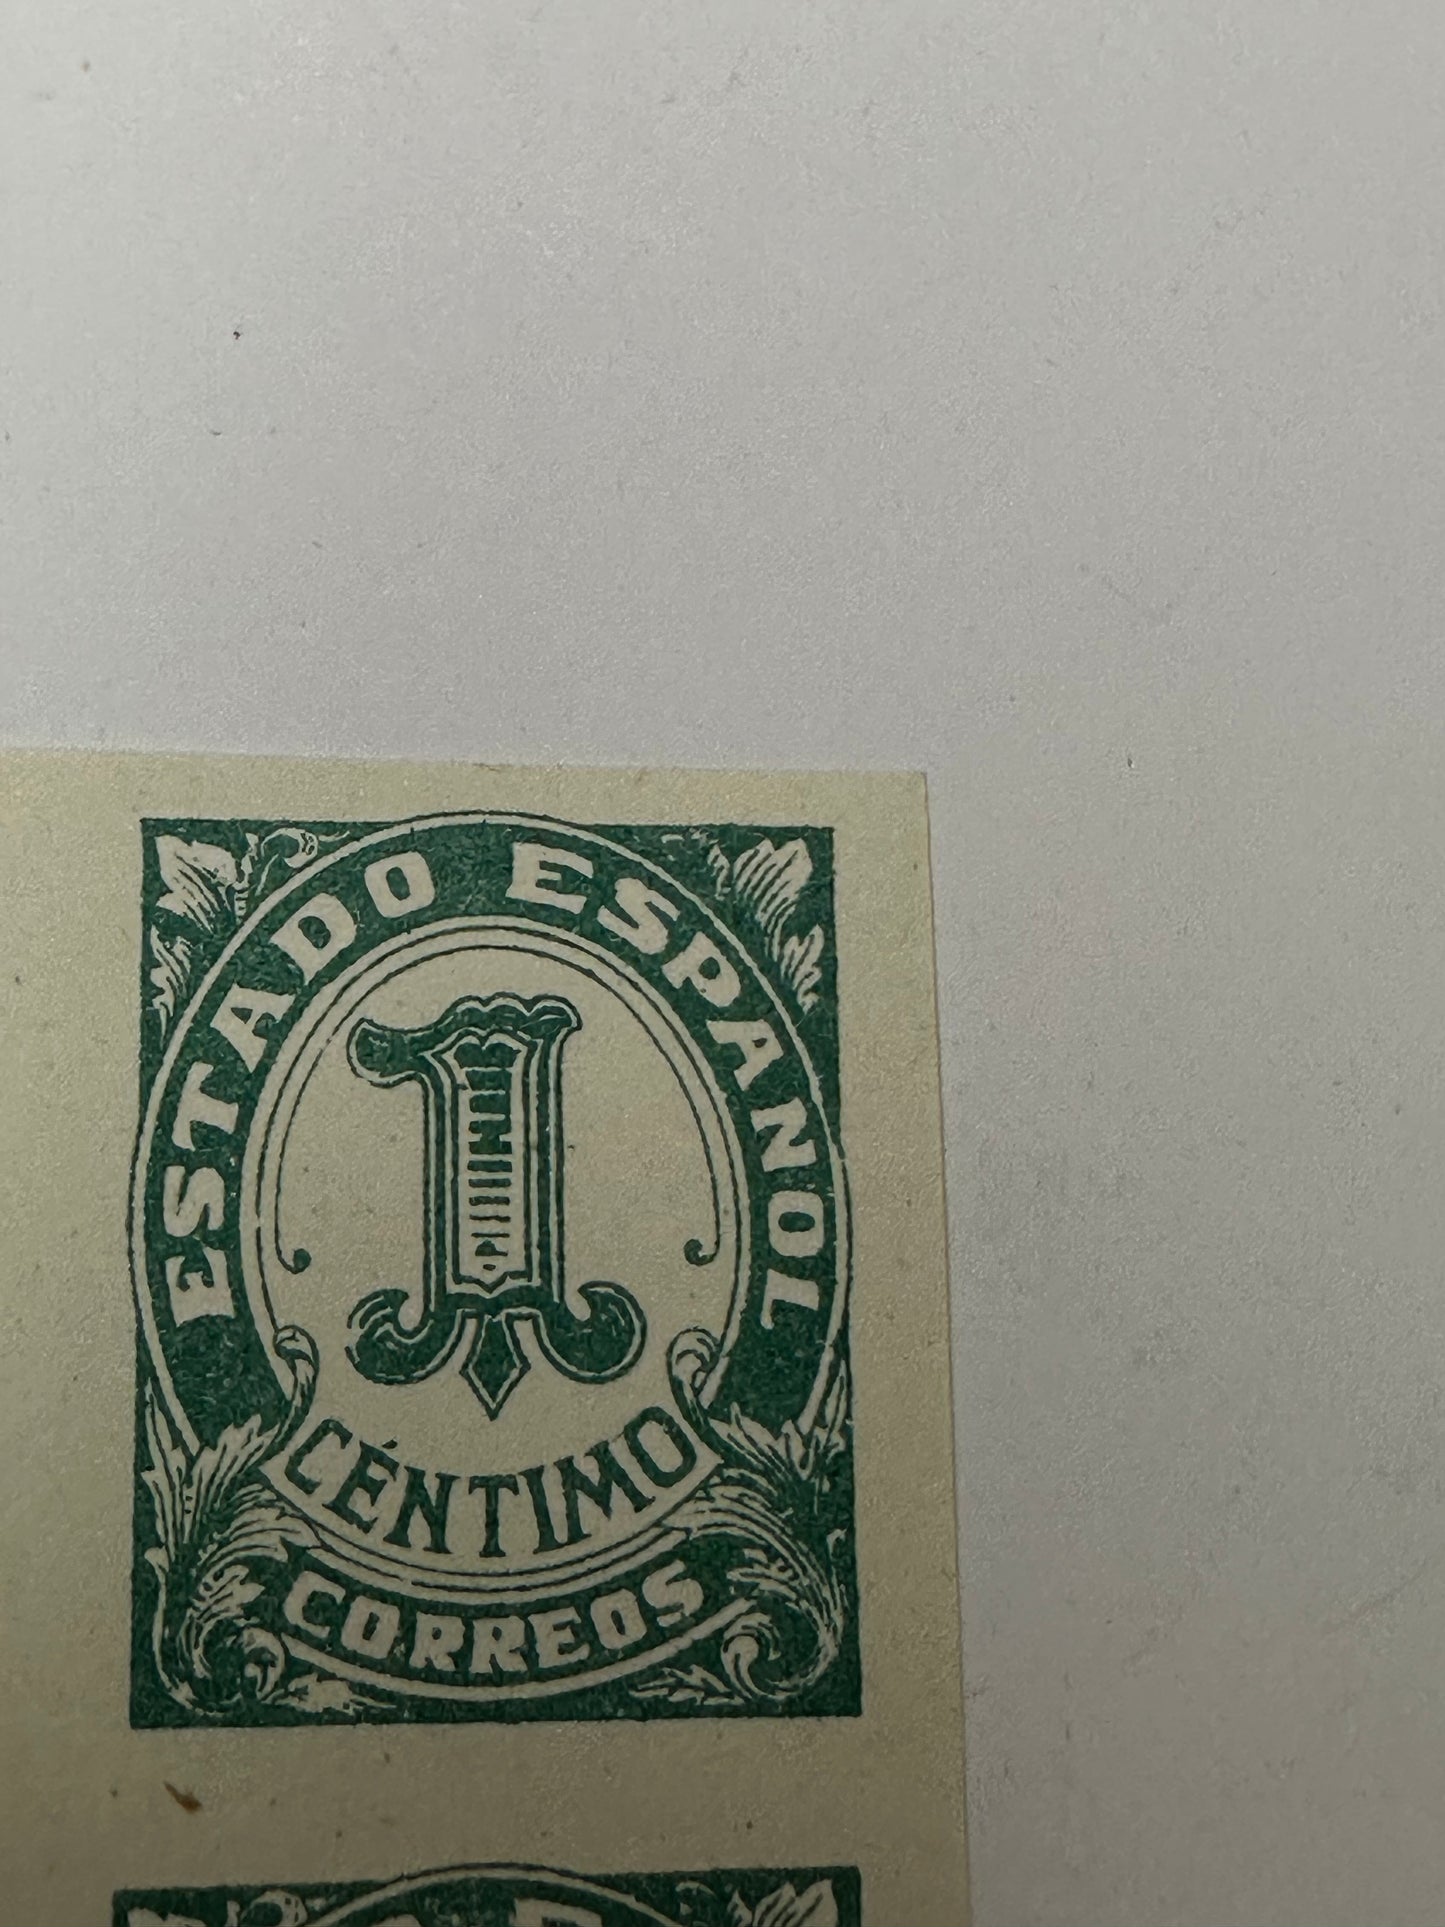 ESTADO ESPAÑOL
1
CÉNTIMO
CORREOS